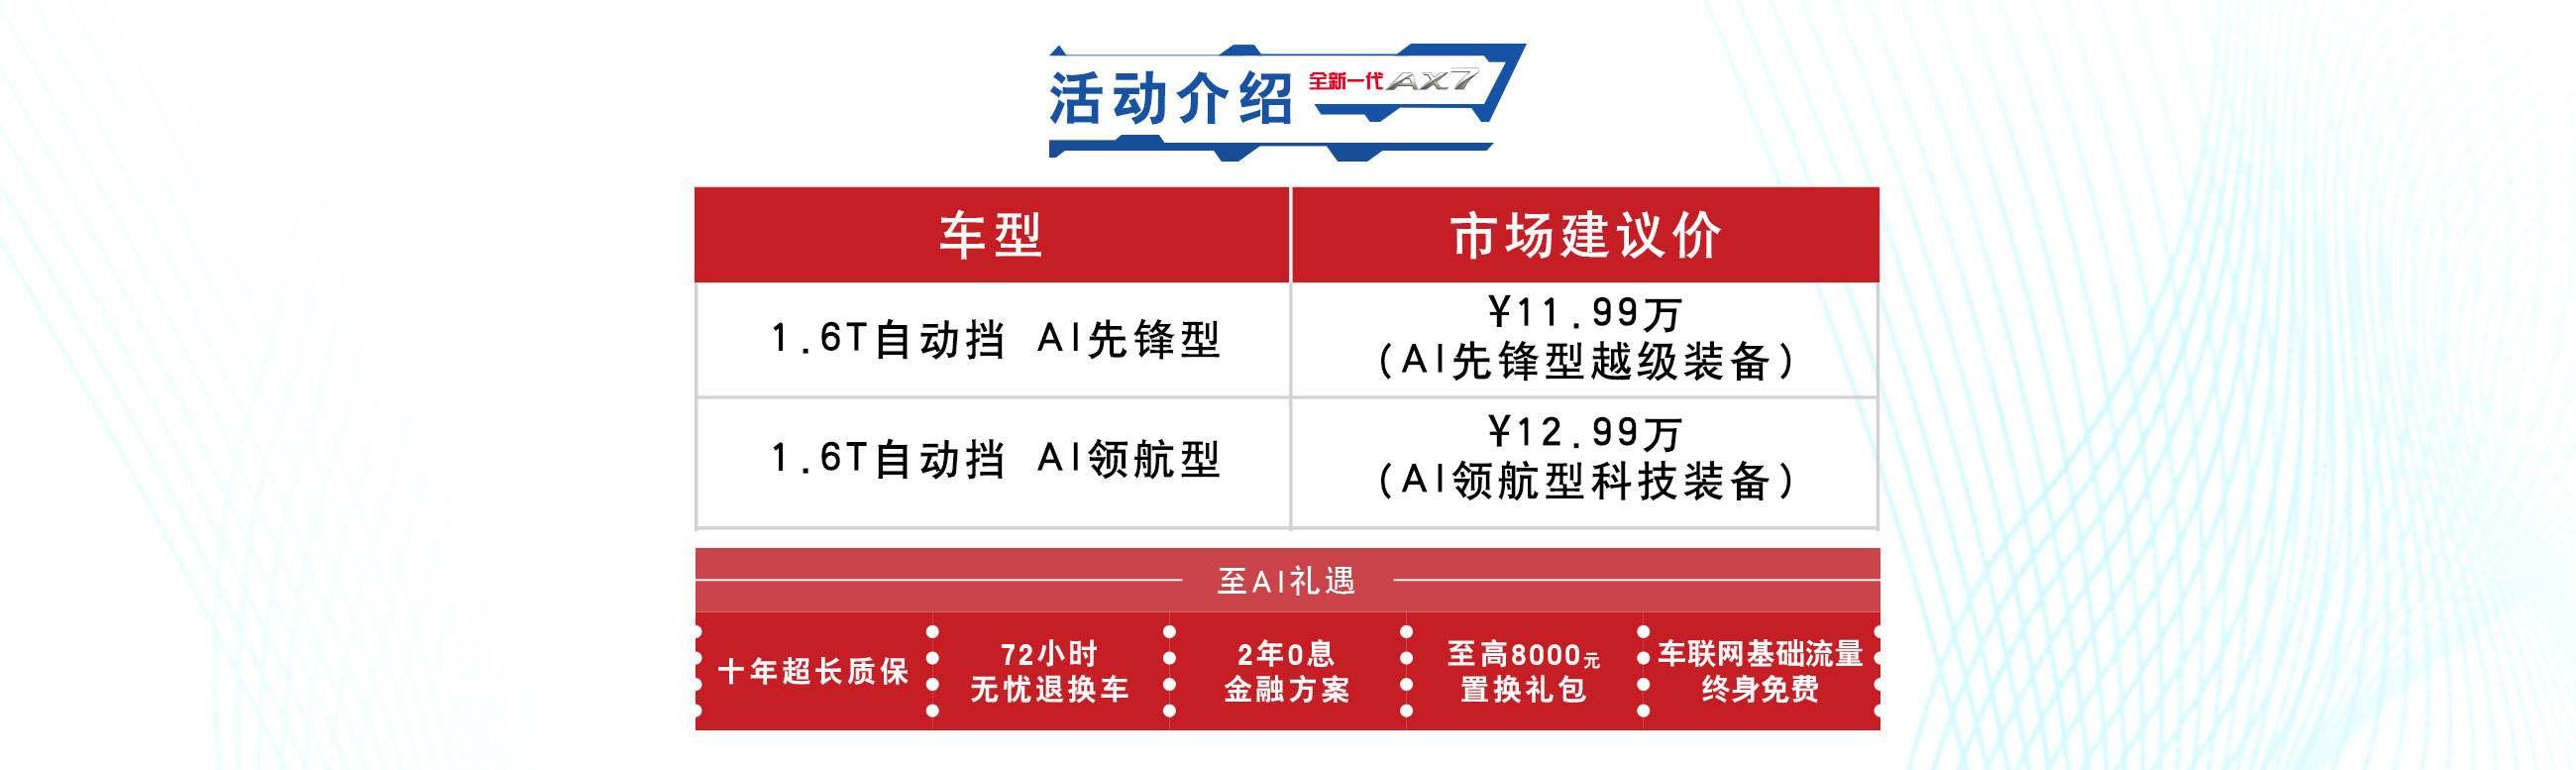 活动介绍 全新一代AX7
车型 市场建议价
1.6T自动挡 AI先锋型
¥11.99万
(AI先锋型越级装备)
1.6T自动挡 AI领航型
¥12.99万
(AI领航型科技装备)
至AI礼遇
十年超长质保
72小时
无忧退换车
2年0息
金融方案
至高8000元
置换礼包
车联网基础流量
终身免费